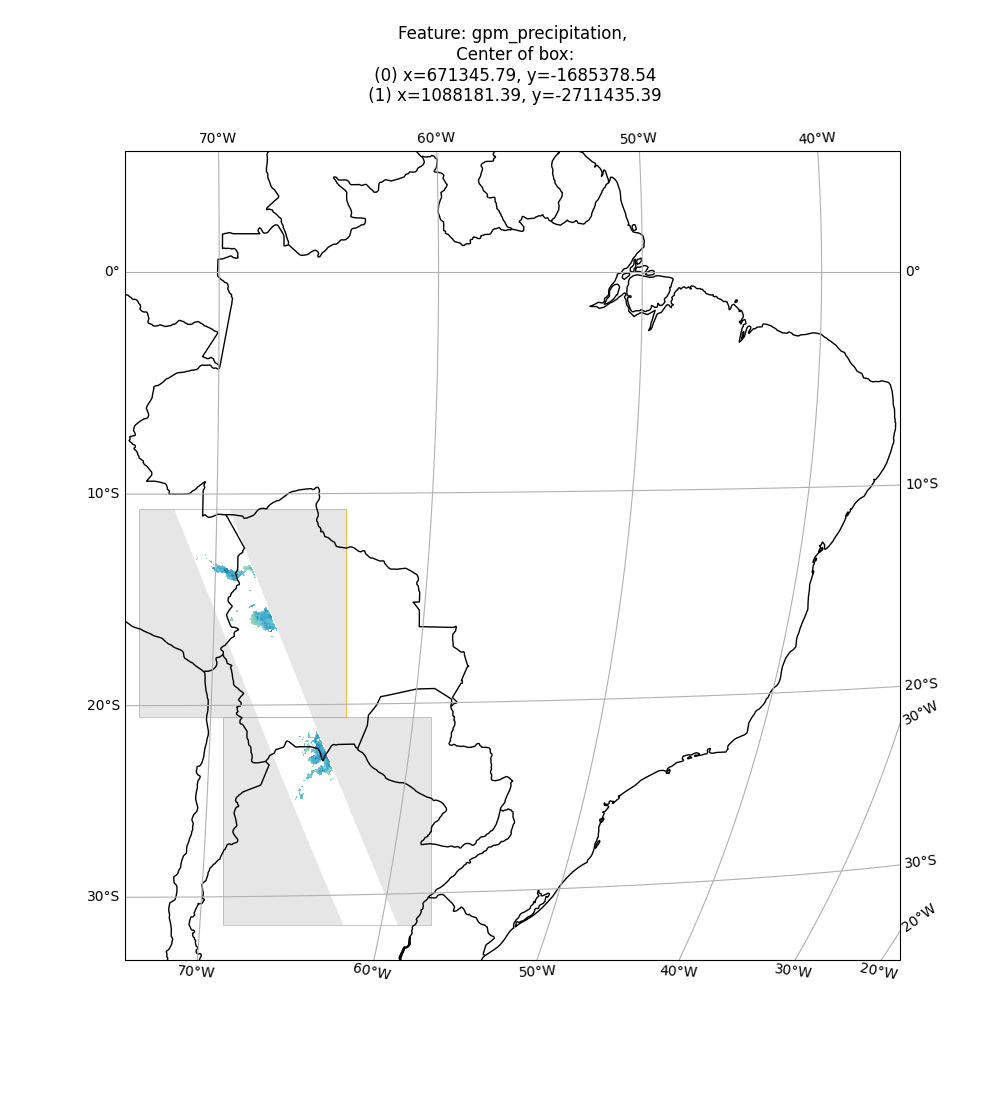 Feature: gpm_precipitation,
Center of box:
(0) x=671345.79, y=-1685378.54
(1) x=1088181.39, y=-2711435.39
70°W 60°W 50°W 40°W
0° 0°
10°S 10°S
20°S 20°S
30°W
30°S 30°S
20°W
70°W 60°W 50°W 40°W 30°W 20°W